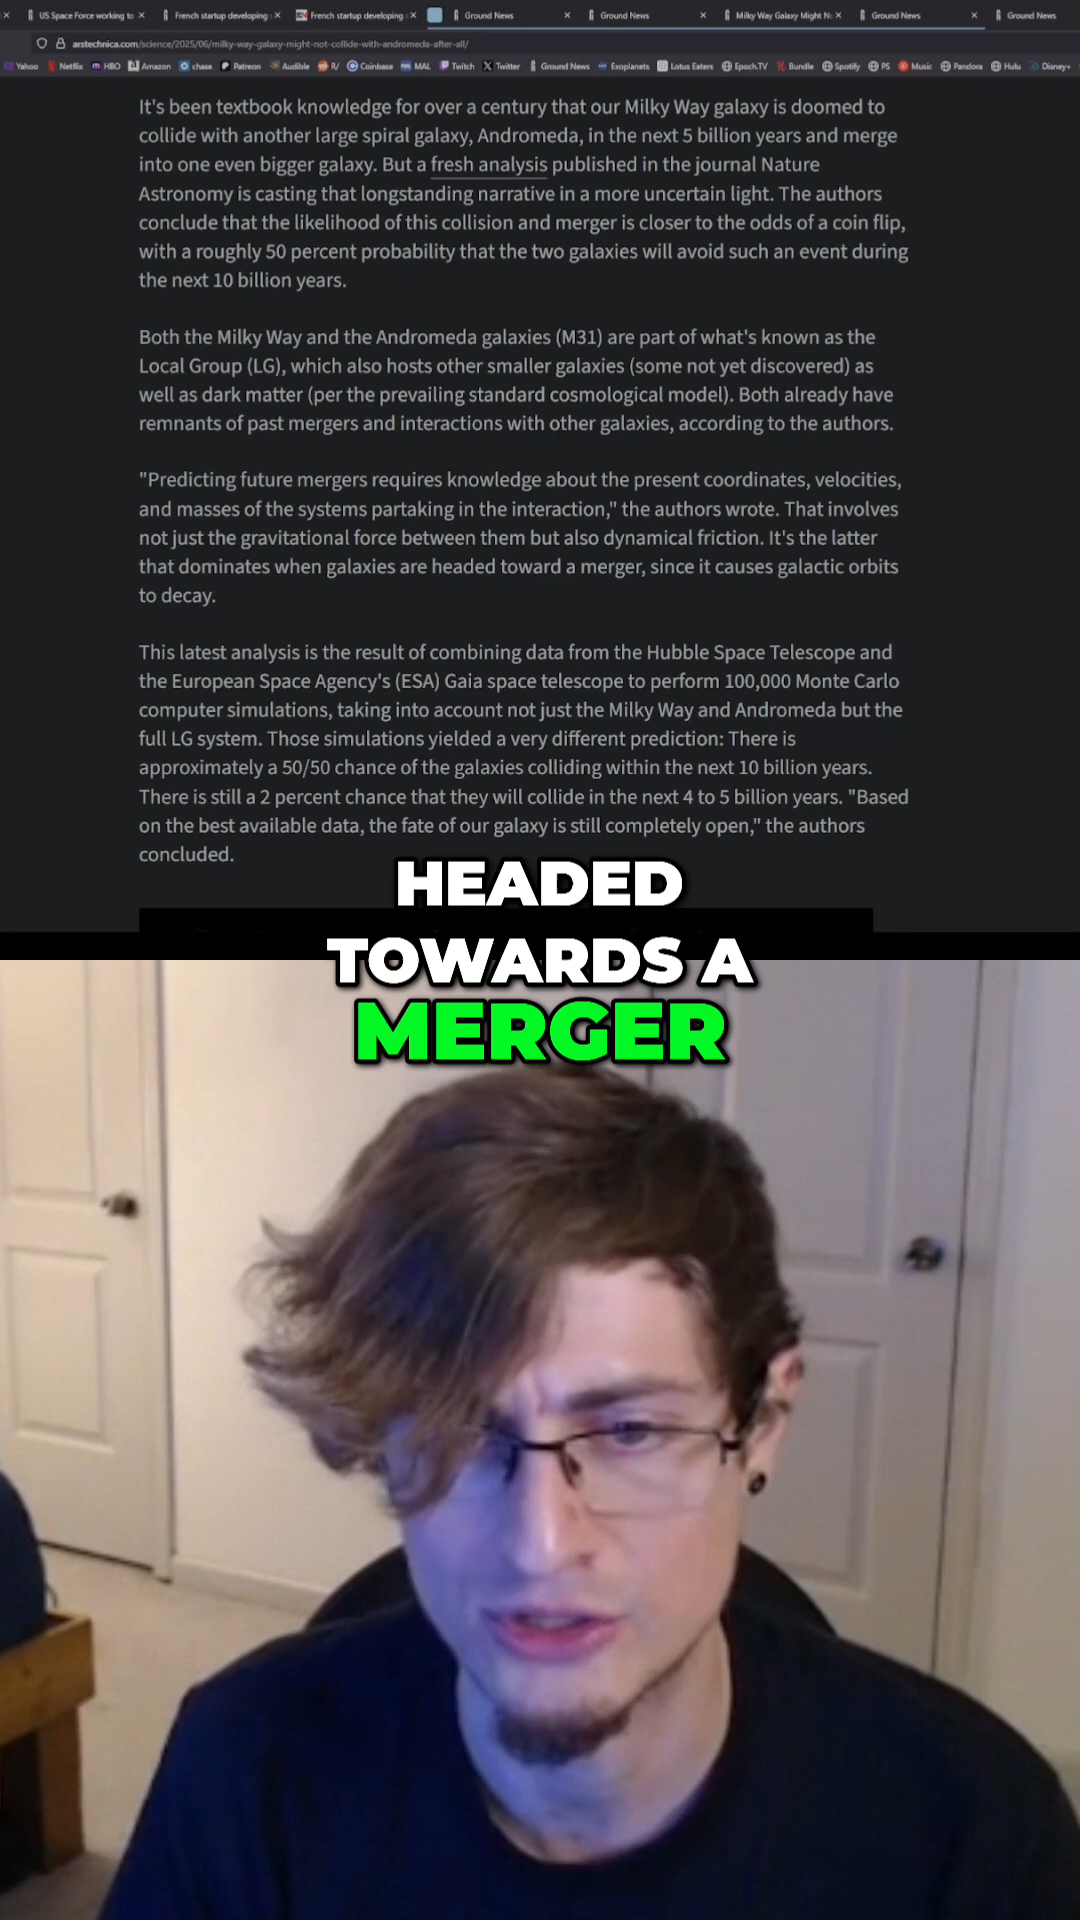 US Space Force working to
French startup developing
French startup developing
Ground News
Ground News
Milky Way Galaxy Might N
Ground News
Ground News
arstechnica.com/science/2025/06/milky-way-galaxy-might-not-collide-with-andromeda-after-all/
Yahoo Netflix HBO Amazon chase Patreon Audible R/ Coinbase MAL Twitch Twitter Ground News Exoplanets Lotus Eaters Epoch.TV Bundle Spotify PS Music Pandora Hulu Disney+
It's been textbook knowledge for over a century that our Milky Way galaxy is doomed to
collide with another large spiral galaxy, Andromeda, in the next 5 billion years and merge
into one even bigger galaxy. But a fresh analysis published in the journal Nature
Astronomy is casting that longstanding narrative in a more uncertain light. The authors
conclude that the likelihood of this collision and merger is closer to the odds of a coin flip,
with a roughly 50 percent probability that the two galaxies will avoid such an event during
the next 10 billion years.
Both the Milky Way and the Andromeda galaxies (M31) are part of what's known as the
Local Group (LG), which also hosts other smaller galaxies (some not yet discovered) as
well as dark matter (per the prevailing standard cosmological model). Both already have
remnants of past mergers and interactions with other galaxies, according to the authors.
"Predicting future mergers requires knowledge about the present coordinates, velocities,
and masses of the systems partaking in the interaction," the authors wrote. That involves
not just the gravitational force between them but also dynamical friction. It's the latter
that dominates when galaxies are headed toward a merger, since it causes galactic orbits
to decay.
This latest analysis is the result of combining data from the Hubble Space Telescope and
the European Space Agency's (ESA) Gaia space telescope to perform 100,000 Monte Carlo
computer simulations, taking into account not just the Milky Way and Andromeda but the
full LG system. Those simulations yielded a very different prediction: There is
approximately a 50/50 chance of the galaxies colliding within the next 10 billion years.
There is still a 2 percent chance that they will collide in the next 4 to 5 billion years. "Based
on the best available data, the fate of our galaxy is still completely open," the authors
concluded.
HEADED
TOWARDS A
MERGER